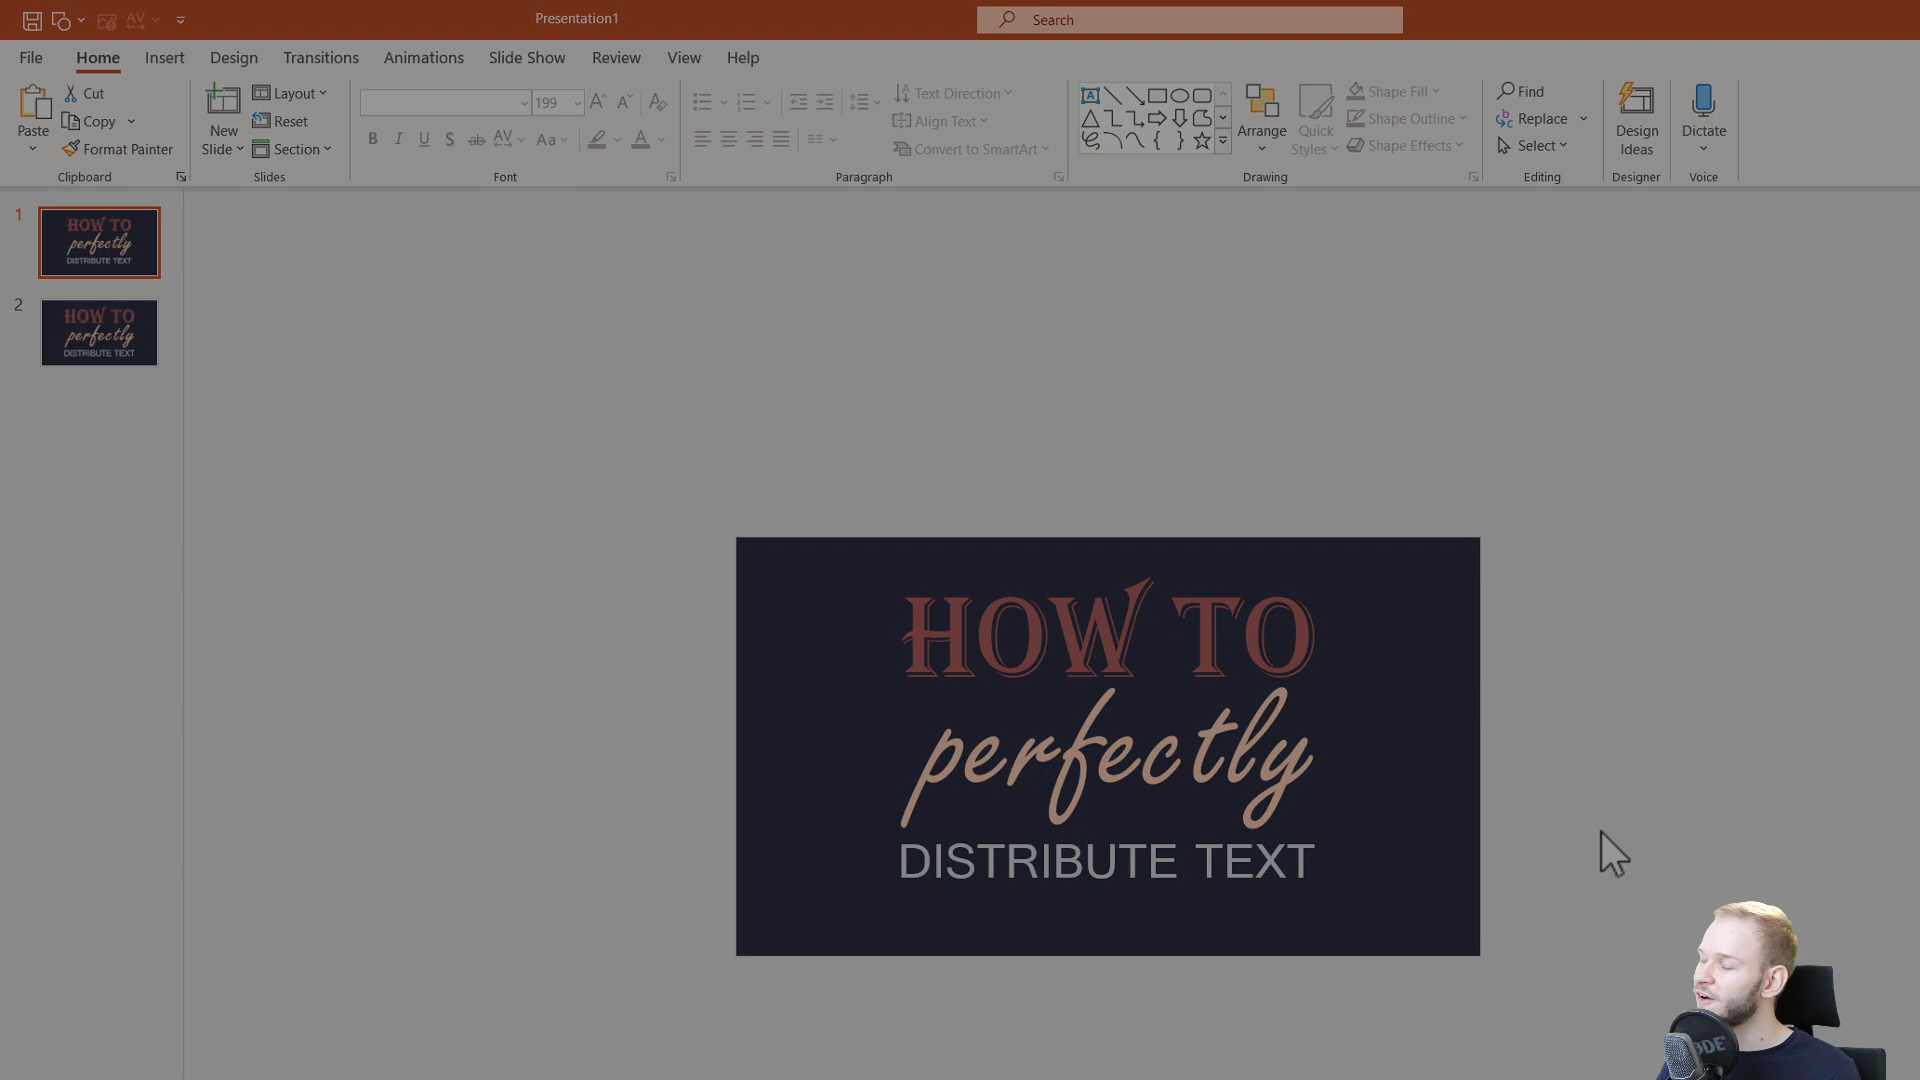 Presentation1
Search
File Home Insert Design Transitions Animations Slide Show Review View Help
Paste
Cut
Copy
Format Painter
Clipboard
New
Slide
Layout
Reset
Section
Slides
199
B I U S ab AV Aa A
Font
Text Direction
Align Text
Convert to SmartArt
Paragraph
A
Arrange
Quick
Styles
Shape Fill
Shape Outline
Shape Effects
Drawing
Find
Replace
Select
Editing
Design
Ideas
Designer
Dictate
Voice
1
HOW TO
perfectly
DISTRIBUTE TEXT
2
HOW TO
perfectly
DISTRIBUTE TEXT
HOW TO
perfectly
DISTRIBUTE TEXT